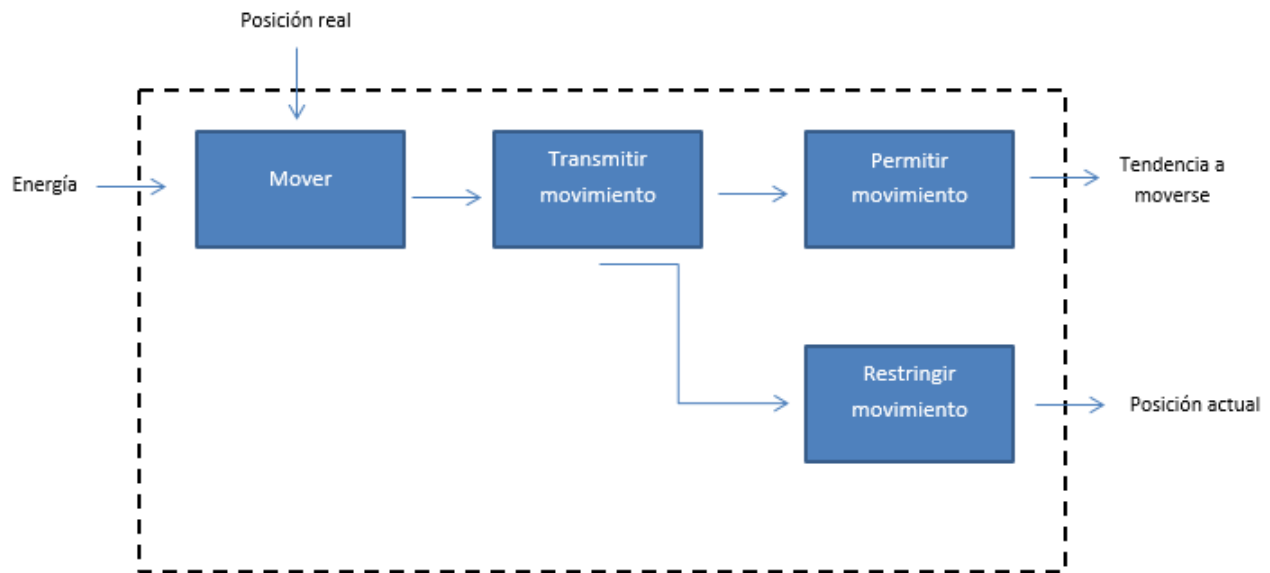 Posición real
Energía
Mover
Transmitir
movimiento
Permitir
movimiento
Tendencia a
moverse
Restringir
movimiento
Posición actual